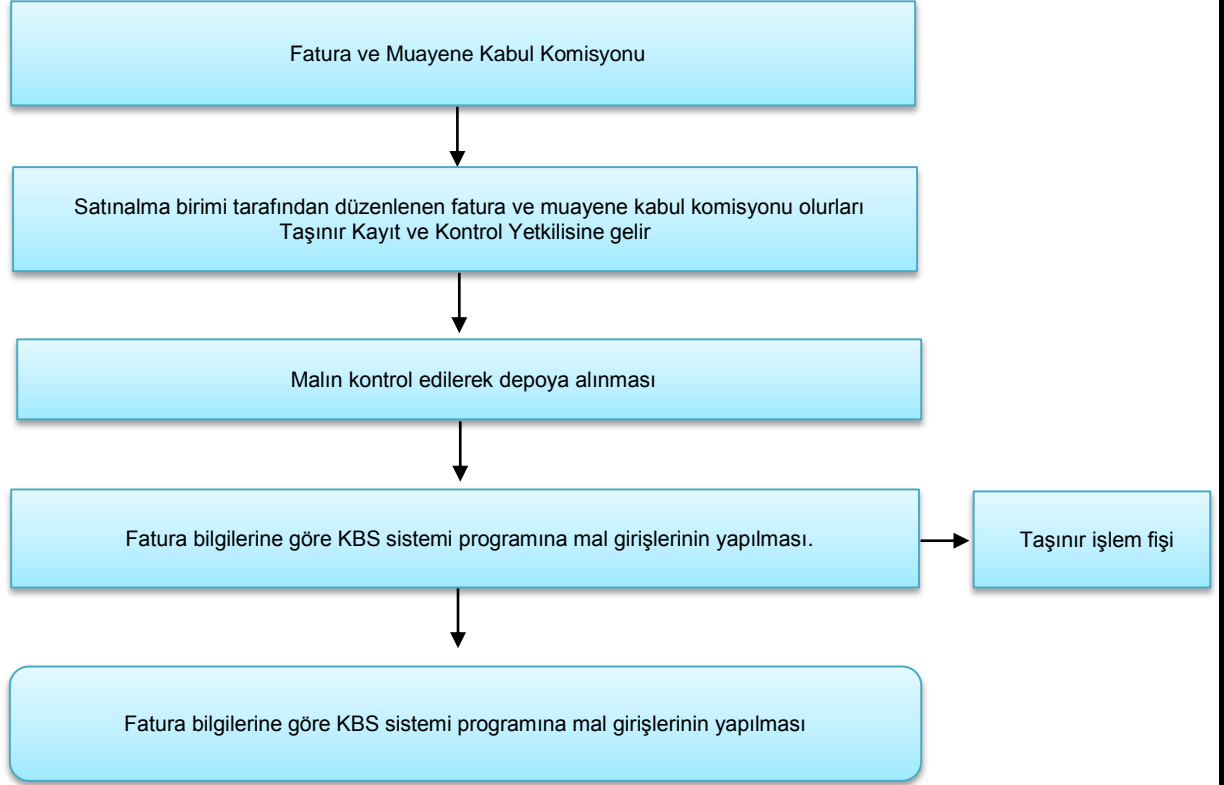 Fatura ve Muayene Kabul Komisyonu
Satınalma birimi tarafından düzenlenen fatura ve muayene kabul komisyonu olurları
Taşınır Kayıt ve Kontrol Yetkilisine gelir
Malın kontrol edilerek depoya alınması
Fatura bilgilerine göre KBS sistemi programına mal girişlerinin yapılması.
Taşınır işlem fişi
Fatura bilgilerine göre KBS sistemi programına mal girişlerinin yapılması